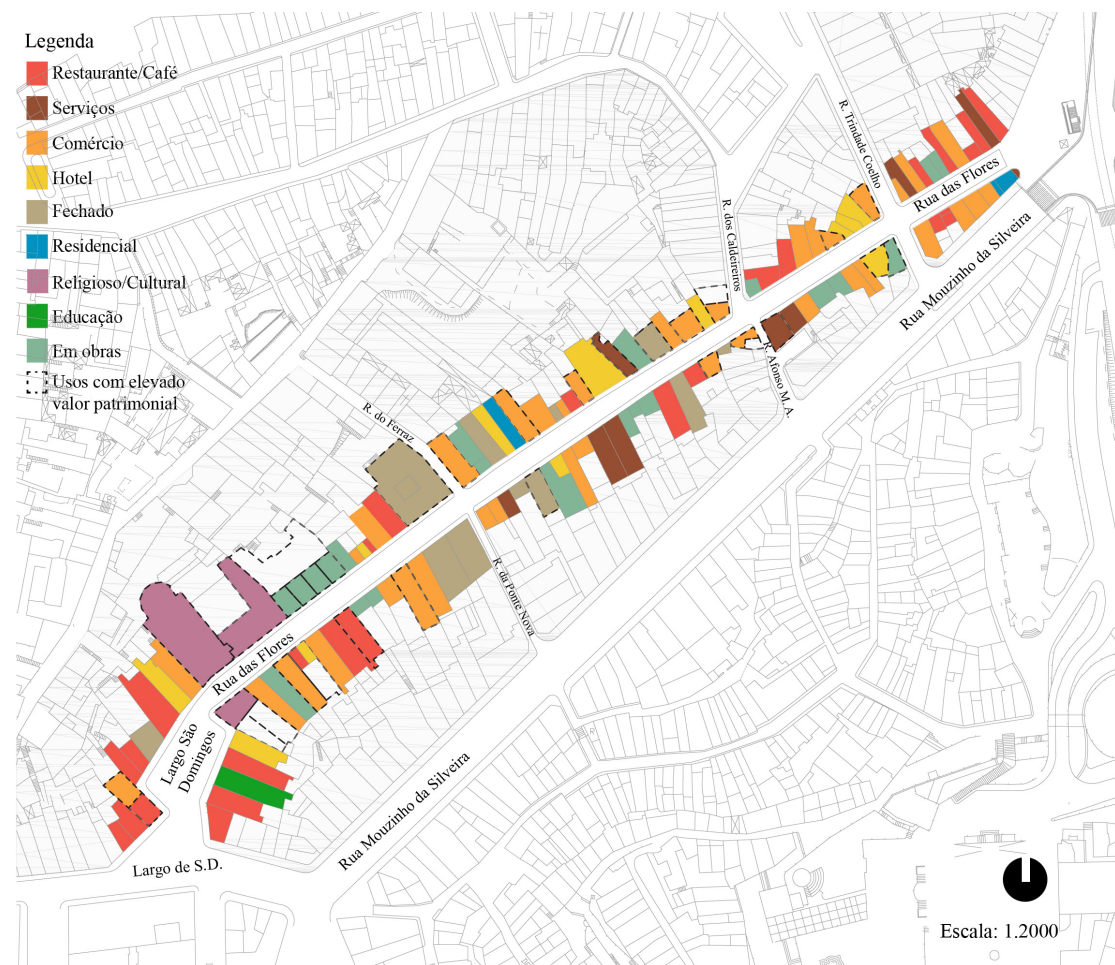 Legenda
Restaurante/Café
Serviços
Comércio
Hotel
Fechado
Residencial
Religioso/Cultural
Educação
Em obras
Usos com elevado
valor patrimonial
R. Trindade Coelho
Rua das Flores
R. dos Caldeireiros
Rua Mouzinho da Silveira
R. Afonso M. A.
R. do Ferraz
R. da Ponte Nova
Rua das Flores
Largo São
Domingos
Rua Mouzinho da Silveira
Largo de S.D.
Escala: 1.2000